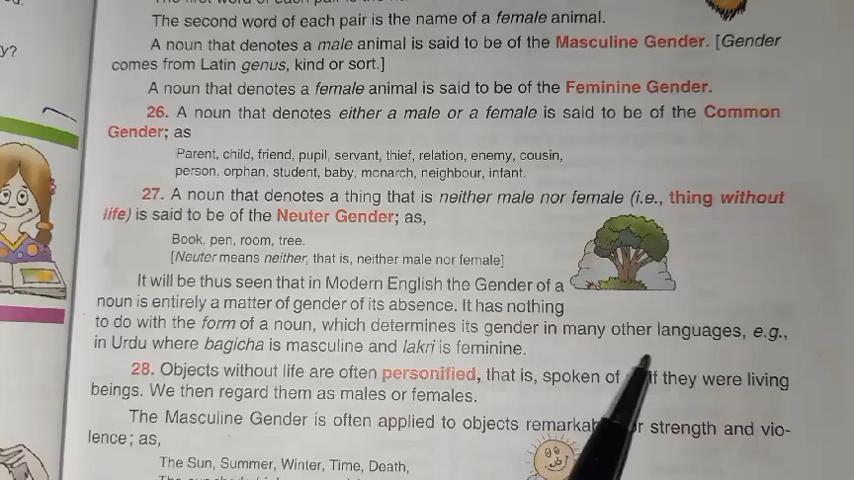 The second word of each pair is the name of a female animal.
y?
A noun that denotes a male animal is said to be of the Masculine Gender. [Gender
comes from Latin genus, kind or sort.]
A noun that denotes a female animal is said to be of the Feminine Gender.
26. A noun that denotes either a male or a female is said to be of the Common
Gender; as
Parent, child, friend, pupil, servant, thief, relation, enemy, cousin,
person, orphan, student, baby, monarch, neighbour, infant.
27. A noun that denotes a thing that is neither male nor female (i.e., thing without
life) is said to be of the Neuter Gender; as,
Book, pen, room, tree.
[Neuter means neither, that is, neither male nor female]
It will be thus seen that in Modern English the Gender of a
noun is entirely a matter of gender of its absence. It has nothing
to do with the form of a noun, which determines its gender in many other languages, e.g.,
in Urdu where bagicha is masculine and lakri is feminine.
28. Objects without life are often personified, that is, spoken of if they were living
beings. We then regard them as males or females.
The Masculine Gender is often applied to objects remarkab r strength and vio-
lence; as,
The Sun, Summer, Winter, Time, Death,